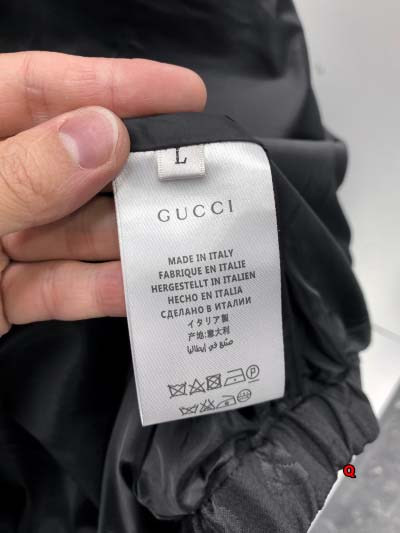 L
GUCCI
MADE IN ITALY
FABRIQUE EN ITALIE
HERGESTELLT IN ITALIEN
HECHO EN ITALIA
СДЕЛАНО В ИТАЛИИ
イタリア製
产地:意大利
صنع في إيطاليا
P
Q